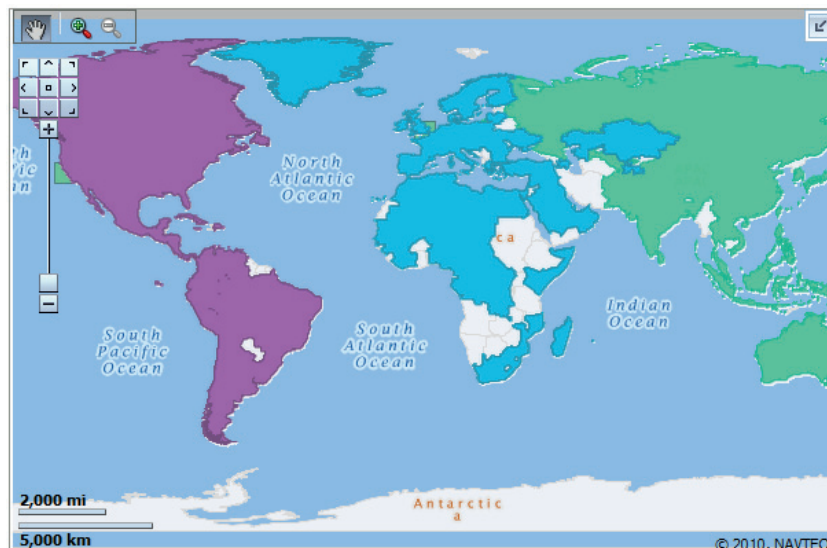 North
Atlantic
Ocean
ca
Indian
Ocean
South
Pacific
Ocean
South
Atlantic
Ocean
2,000 mi
5,000 km
Antarctic
a
© 2010, NAVTEC